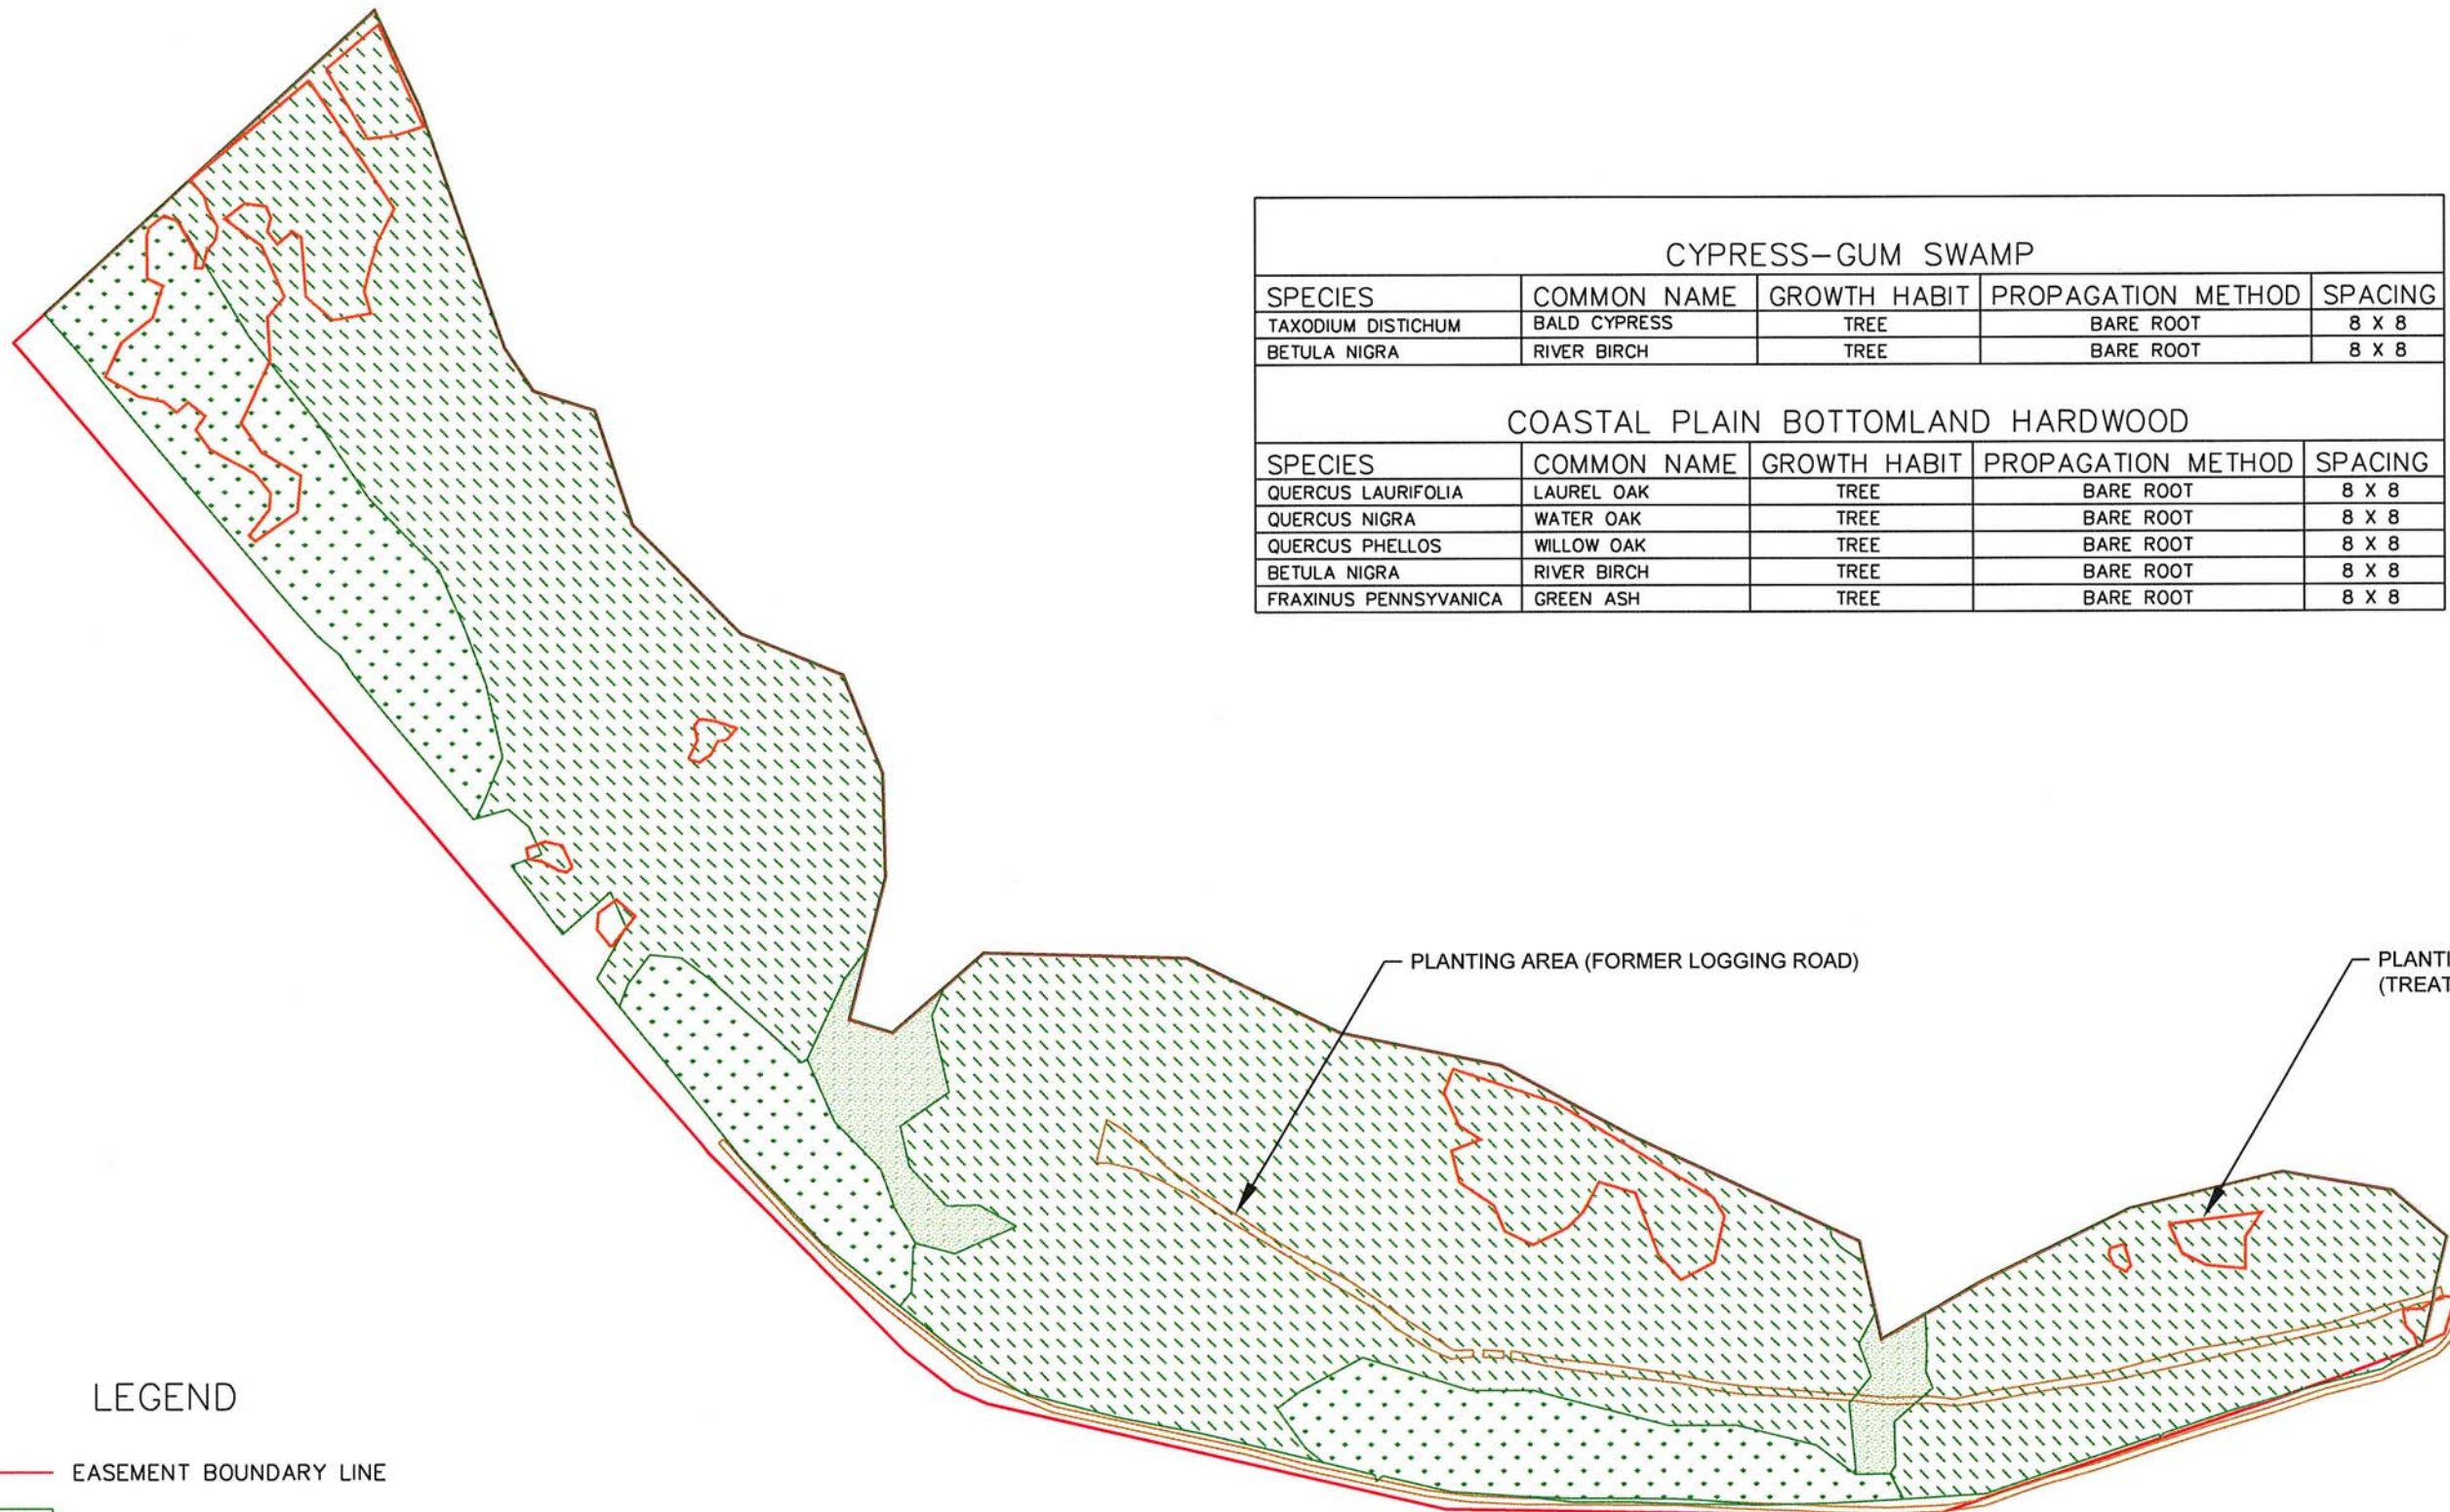 CYPRESS-GUM SWAMP
SPECIES COMMON NAME GROWTH HABIT PROPAGATION METHOD SPACING
TAXODIUM DISTICHUM BALD CYPRESS TREE BARE ROOT 8 X 8
BETULA NIGRA RIVER BIRCH TREE BARE ROOT 8 X 8
COASTAL PLAIN BOTTOMLAND HARDWOOD
SPECIES COMMON NAME GROWTH HABIT PROPAGATION METHOD SPACING
QUERCUS LAURIFOLIA LAUREL OAK TREE BARE ROOT 8 X 8
QUERCUS NIGRA WATER OAK TREE BARE ROOT 8 X 8
QUERCUS PHELLOS WILLOW OAK TREE BARE ROOT 8 X 8
BETULA NIGRA RIVER BIRCH TREE BARE ROOT 8 X 8
FRAXINUS PENNSYVANICA GREEN ASH TREE BARE ROOT 8 X 8
PLANTING AREA (FORMER LOGGING ROAD)
PLANTI
(TREAT
LEGEND
EASEMENT BOUNDARY LINE